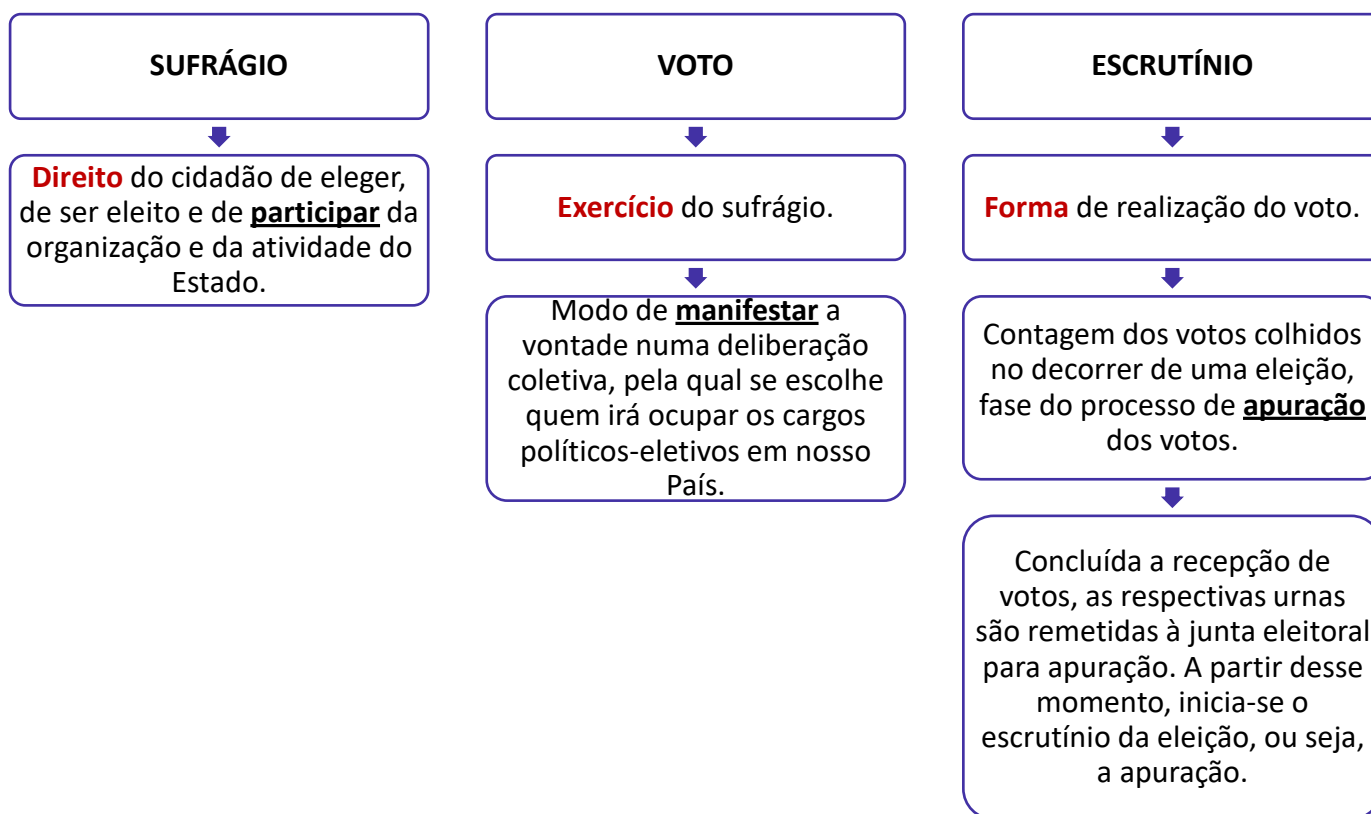 SUFRÁGIO
Direito do cidadão de eleger,
de ser eleito e de participar da
organização e da atividade do
Estado.
VOTO
Exercício do sufrágio.
Modo de manifestar a
vontade numa deliberação
coletiva, pela qual se escolhe
quem irá ocupar os cargos
políticos-eletivos em nosso
País.
ESCRUTÍNIO
Forma de realização do voto.
Contagem dos votos colhidos
no decorrer de uma eleição,
fase do processo de apuração
dos votos.
Concluída a recepção de
votos, as respectivas urnas
são remetidas à junta eleitoral
para apuração. A partir desse
momento, inicia-se o
escrutínio da eleição, ou seja,
a apuração.